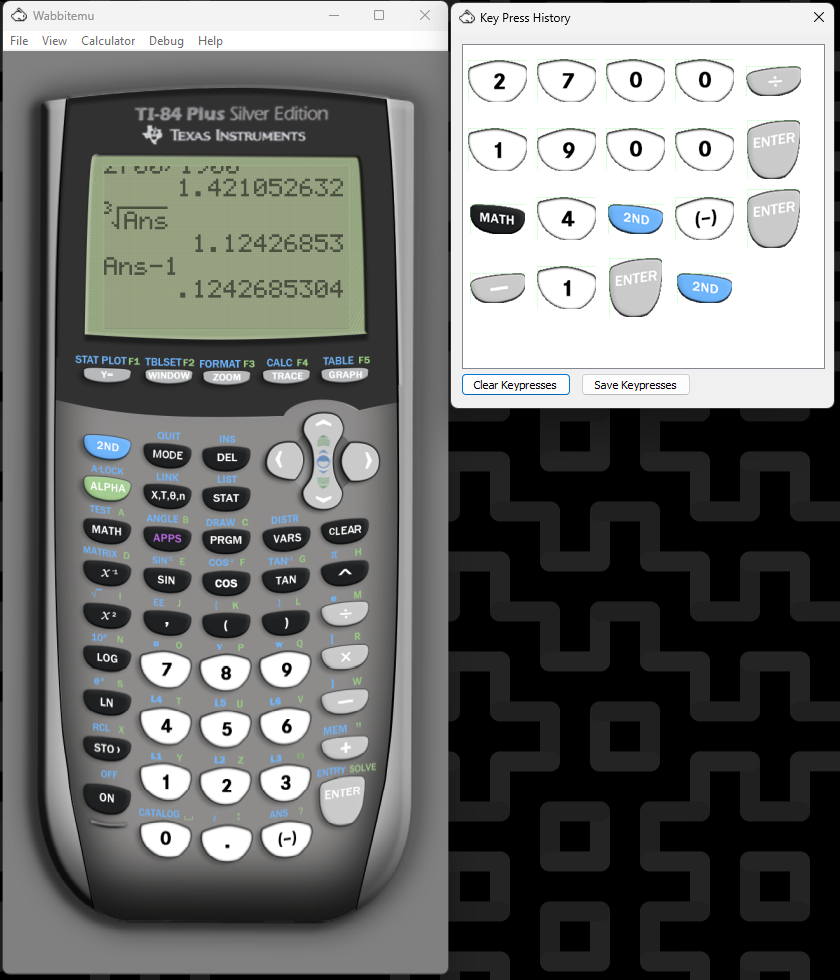 Wabbitemu
File View Calculator Debug Help
TI-84 Plus Silver Edition
TEXAS INSTRUMENTS
2700/1900
1.421052632
³√Ans
1.12426853
Ans-1
.1242685304
STAT PLOT F1 TBLSET F2 FORMAT F3 CALC F4 TABLE F5
Y= WINDOW ZOOM TRACE GRAPH
QUIT INS
2ND MODE DEL
A-LOCK LINK LIST
ALPHA X,T,θ,n STAT
TEST A ANGLE B DRAW C DISTR
MATH APPS PRGM VARS CLEAR
MATRIX D SIN⁻¹ E COS⁻¹ F TAN⁻¹ G π H
X⁻¹ SIN COS TAN ^
√ I EE J { K } L e M
X² , ( ) ÷
10ˣ N u O v P w Q [ R
LOG 7 8 9 ×
eˣ S L4 T L5 U L6 V ] W
LN 4 5 6 −
RCL X L1 Y L2 Z L3 MEM "
STO› 1 2 3 +
OFF CATALOG i : ANS ? ENTRY SOLVE
ON 0 . (-) ENTER
Key Press History
2 7 0 0 ÷
1 9 0 0 ENTER
MATH 4 2ND (-) ENTER
− 1 ENTER 2ND
Clear Keypresses Save Keypresses